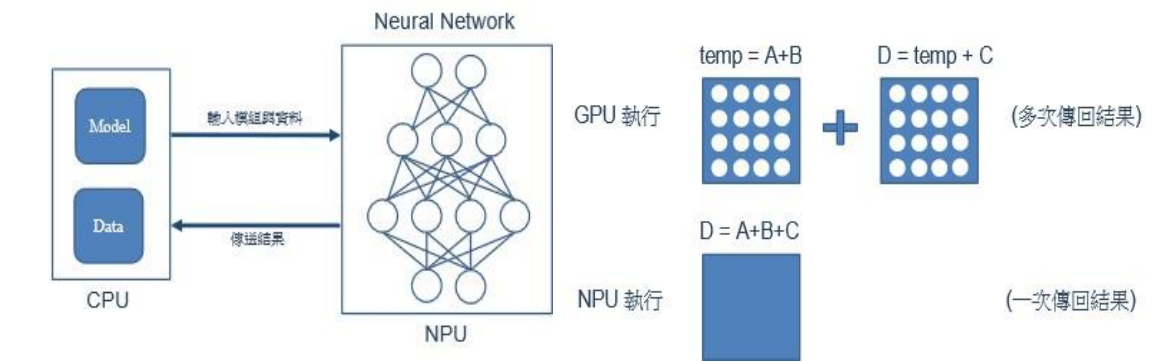 Neural Network
Model
Data
CPU
輸入模組與資料
傳送結果
NPU
GPU 執行
temp = A+B
D = temp + C
(多次傳回結果)
NPU 執行
D = A+B+C
(一次傳回結果)